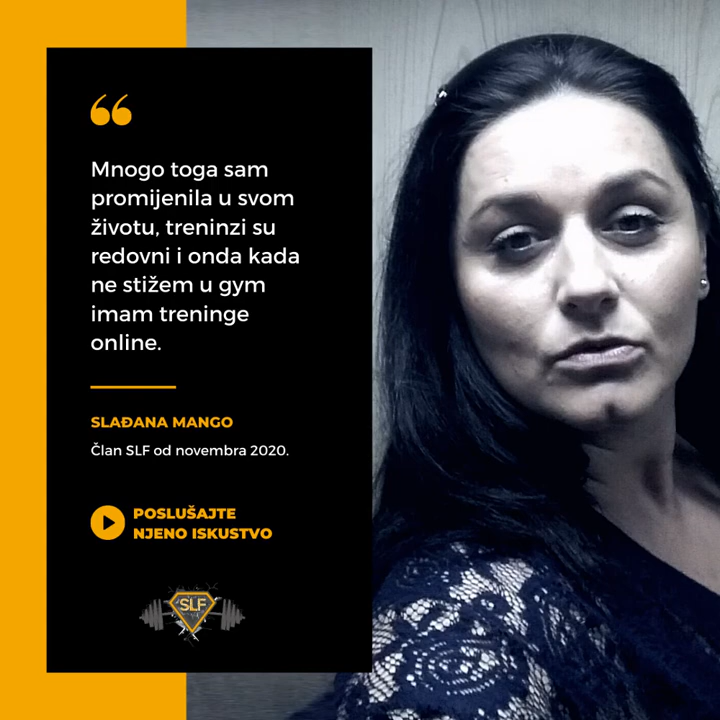 Mnogo toga sam
promijenila u svom
životu, treninzi su
redovni i onda kada
ne stižem u gym
imam treninge
online.
SLAĐANA MANGO
Član SLF od novembra 2020.
POSLUŠAJTE
NJENO ISKUSTVO
SLF